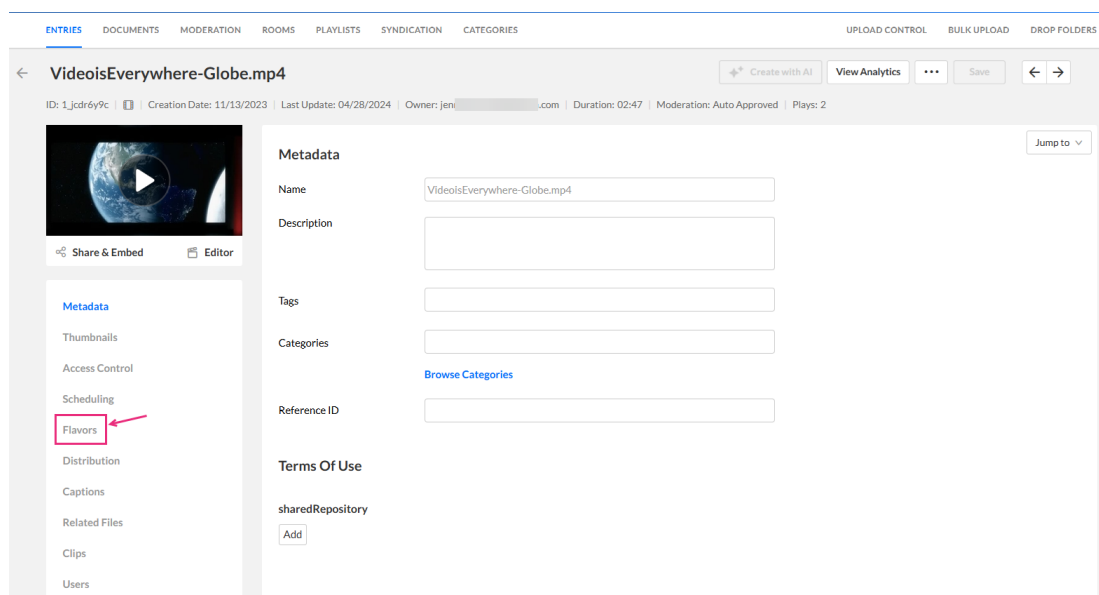 ENTRIES DOCUMENTS MODERATION ROOMS PLAYLISTS SYNDICATION CATEGORIES UPLOAD CONTROL BULK UPLOAD DROP FOLDERS
VideoisEverywhere-Globe.mp4 Create with AI View Analytics ••• Save
ID: 1_jcdr6y9c Creation Date: 11/13/2023 Last Update: 04/28/2024 Owner: jen .com Duration: 02:47 Moderation: Auto Approved Plays: 2
Jump to
Metadata
Name VideoisEverywhere-Globe.mp4
Description
Share & Embed Editor
Metadata
Tags
Thumbnails
Categories
Access Control
Browse Categories
Scheduling
Reference ID
Flavors
Distribution
Terms Of Use
Captions
sharedRepository
Related Files
Add
Clips
Users